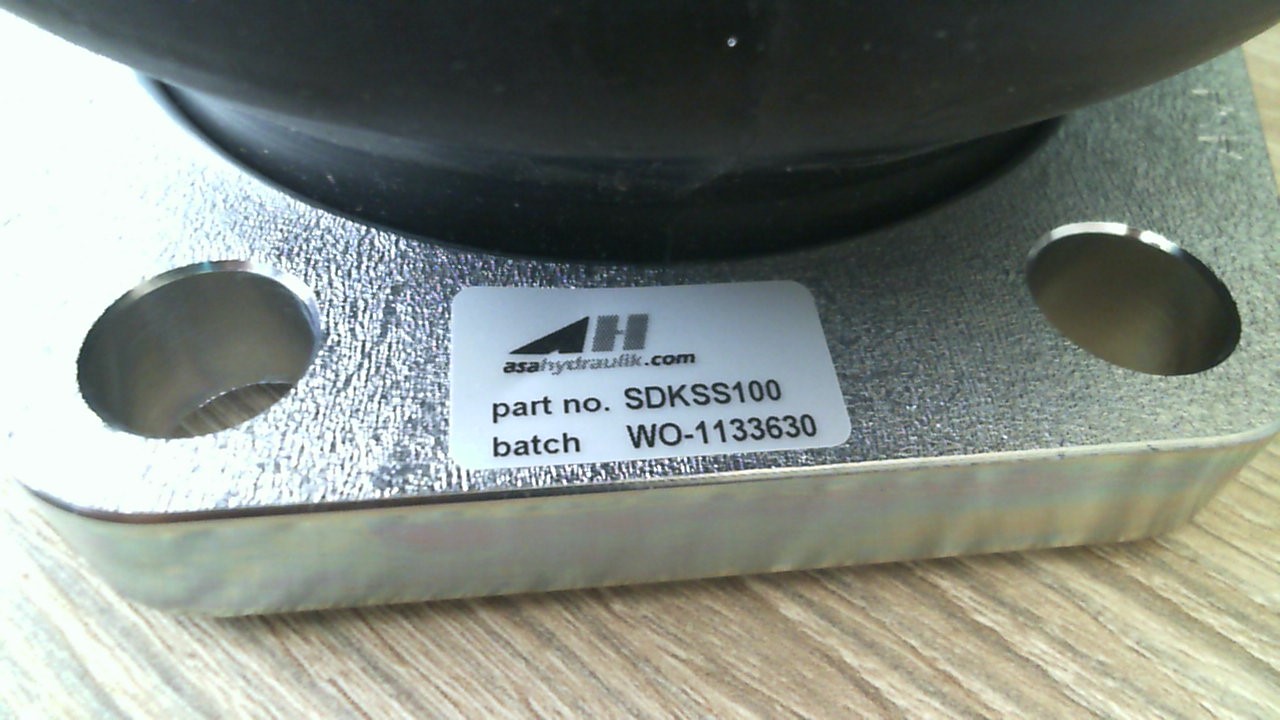 AH
asahydraulik.com
part no. SDKSS100
batch WO-1133630